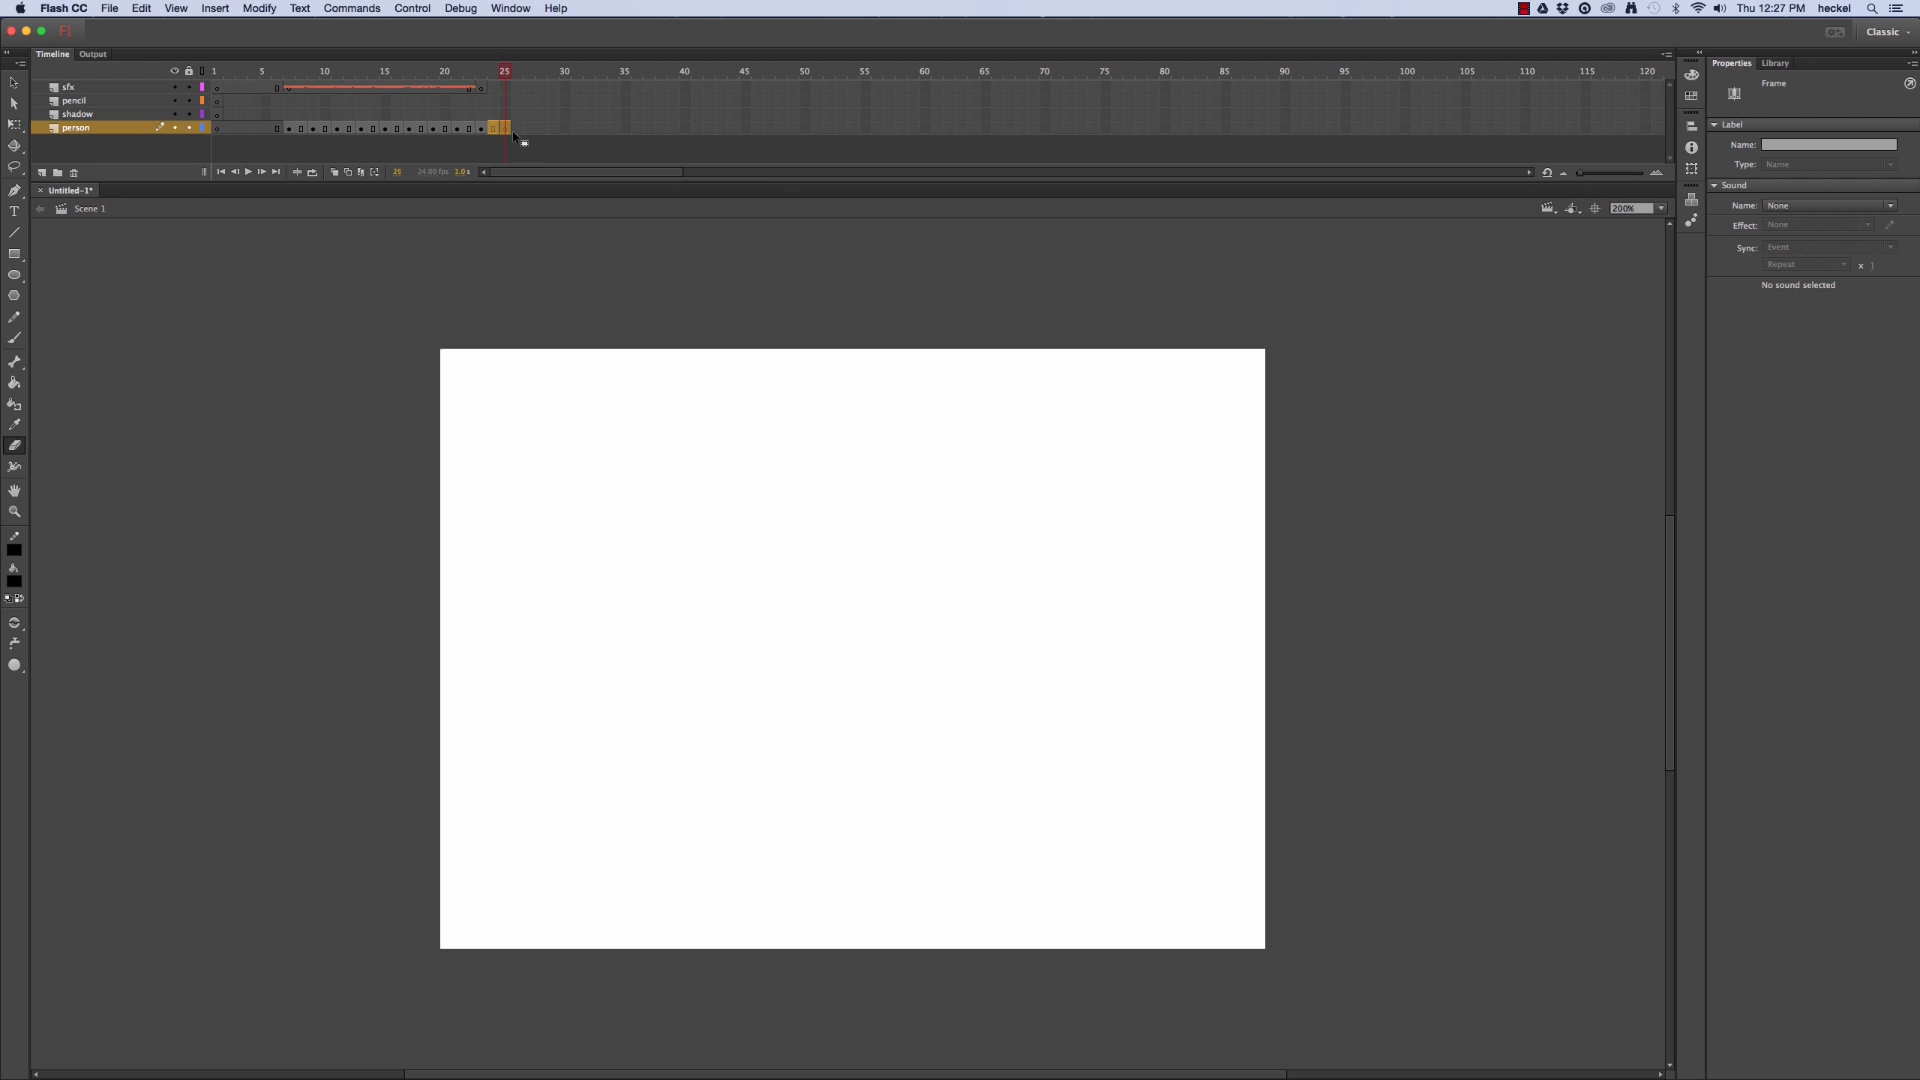 Flash CC File Edit View Insert Modify Text Commands Control Debug Window Help Thu 12:27 PM heckel
Fl Classic
Timeline Output
1 5 10 15 20 25 30 35 40 45 50 55 60 65 70 75 80 85 90 95 100 105 110 115 120
sfx
pencil
shadow
person
25 24.00 fps 1.0 s
Untitled-1*
Scene 1 200%
T
Properties Library
Frame
Label
Name:
Type: Name
Sound
Name: None
Effect: None
Sync: Event
Repeat x 1
No sound selected